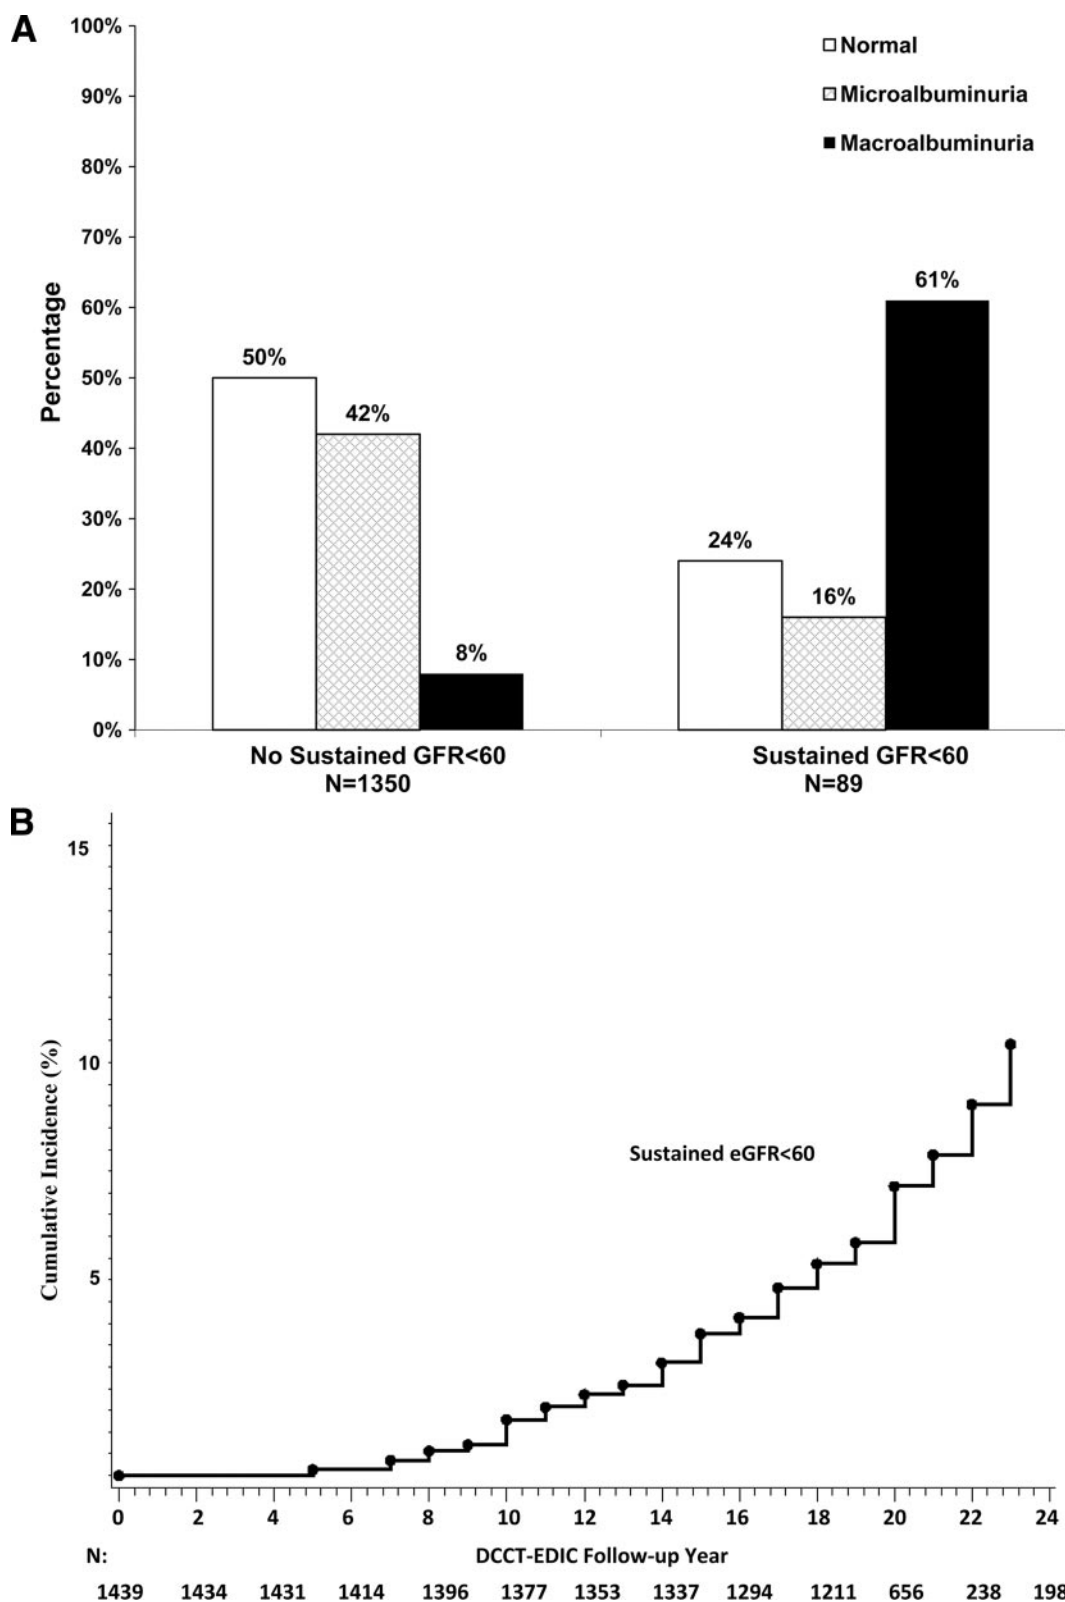 A
100%
90%
80%
70%
60%
50%
40%
30%
20%
10%
0%
Percentage
Normal
Microalbuminuria
Macroalbuminuria
50%
42%
8%
24%
16%
61%
No Sustained GFR<60
N=1350
Sustained GFR<60
N=89
B
15
10
5
Cumulative Incidence (%)
Sustained eGFR<60
0 2 4 6 8 10 12 14 16 18 20 22 24
N: DCCT-EDIC Follow-up Year
1439 1434 1431 1414 1396 1377 1353 1337 1294 1211 656 238 198